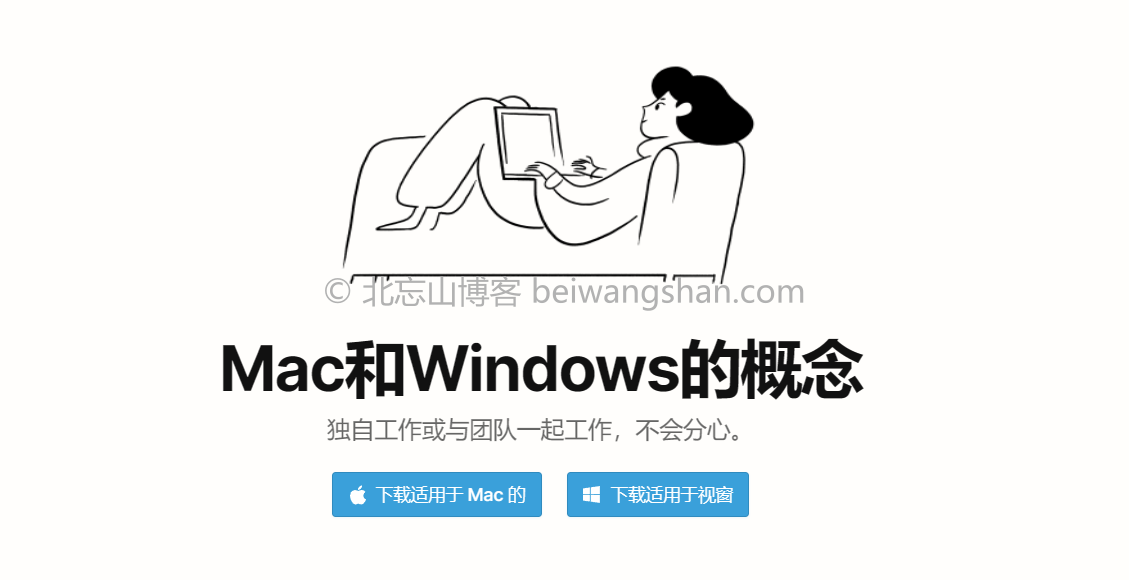 © 北忘山博客 beiwangshan.com
Mac和Windows的概念
独自工作或与团队一起工作，不会分心。
下载适用于 Mac 的
下载适用于视窗